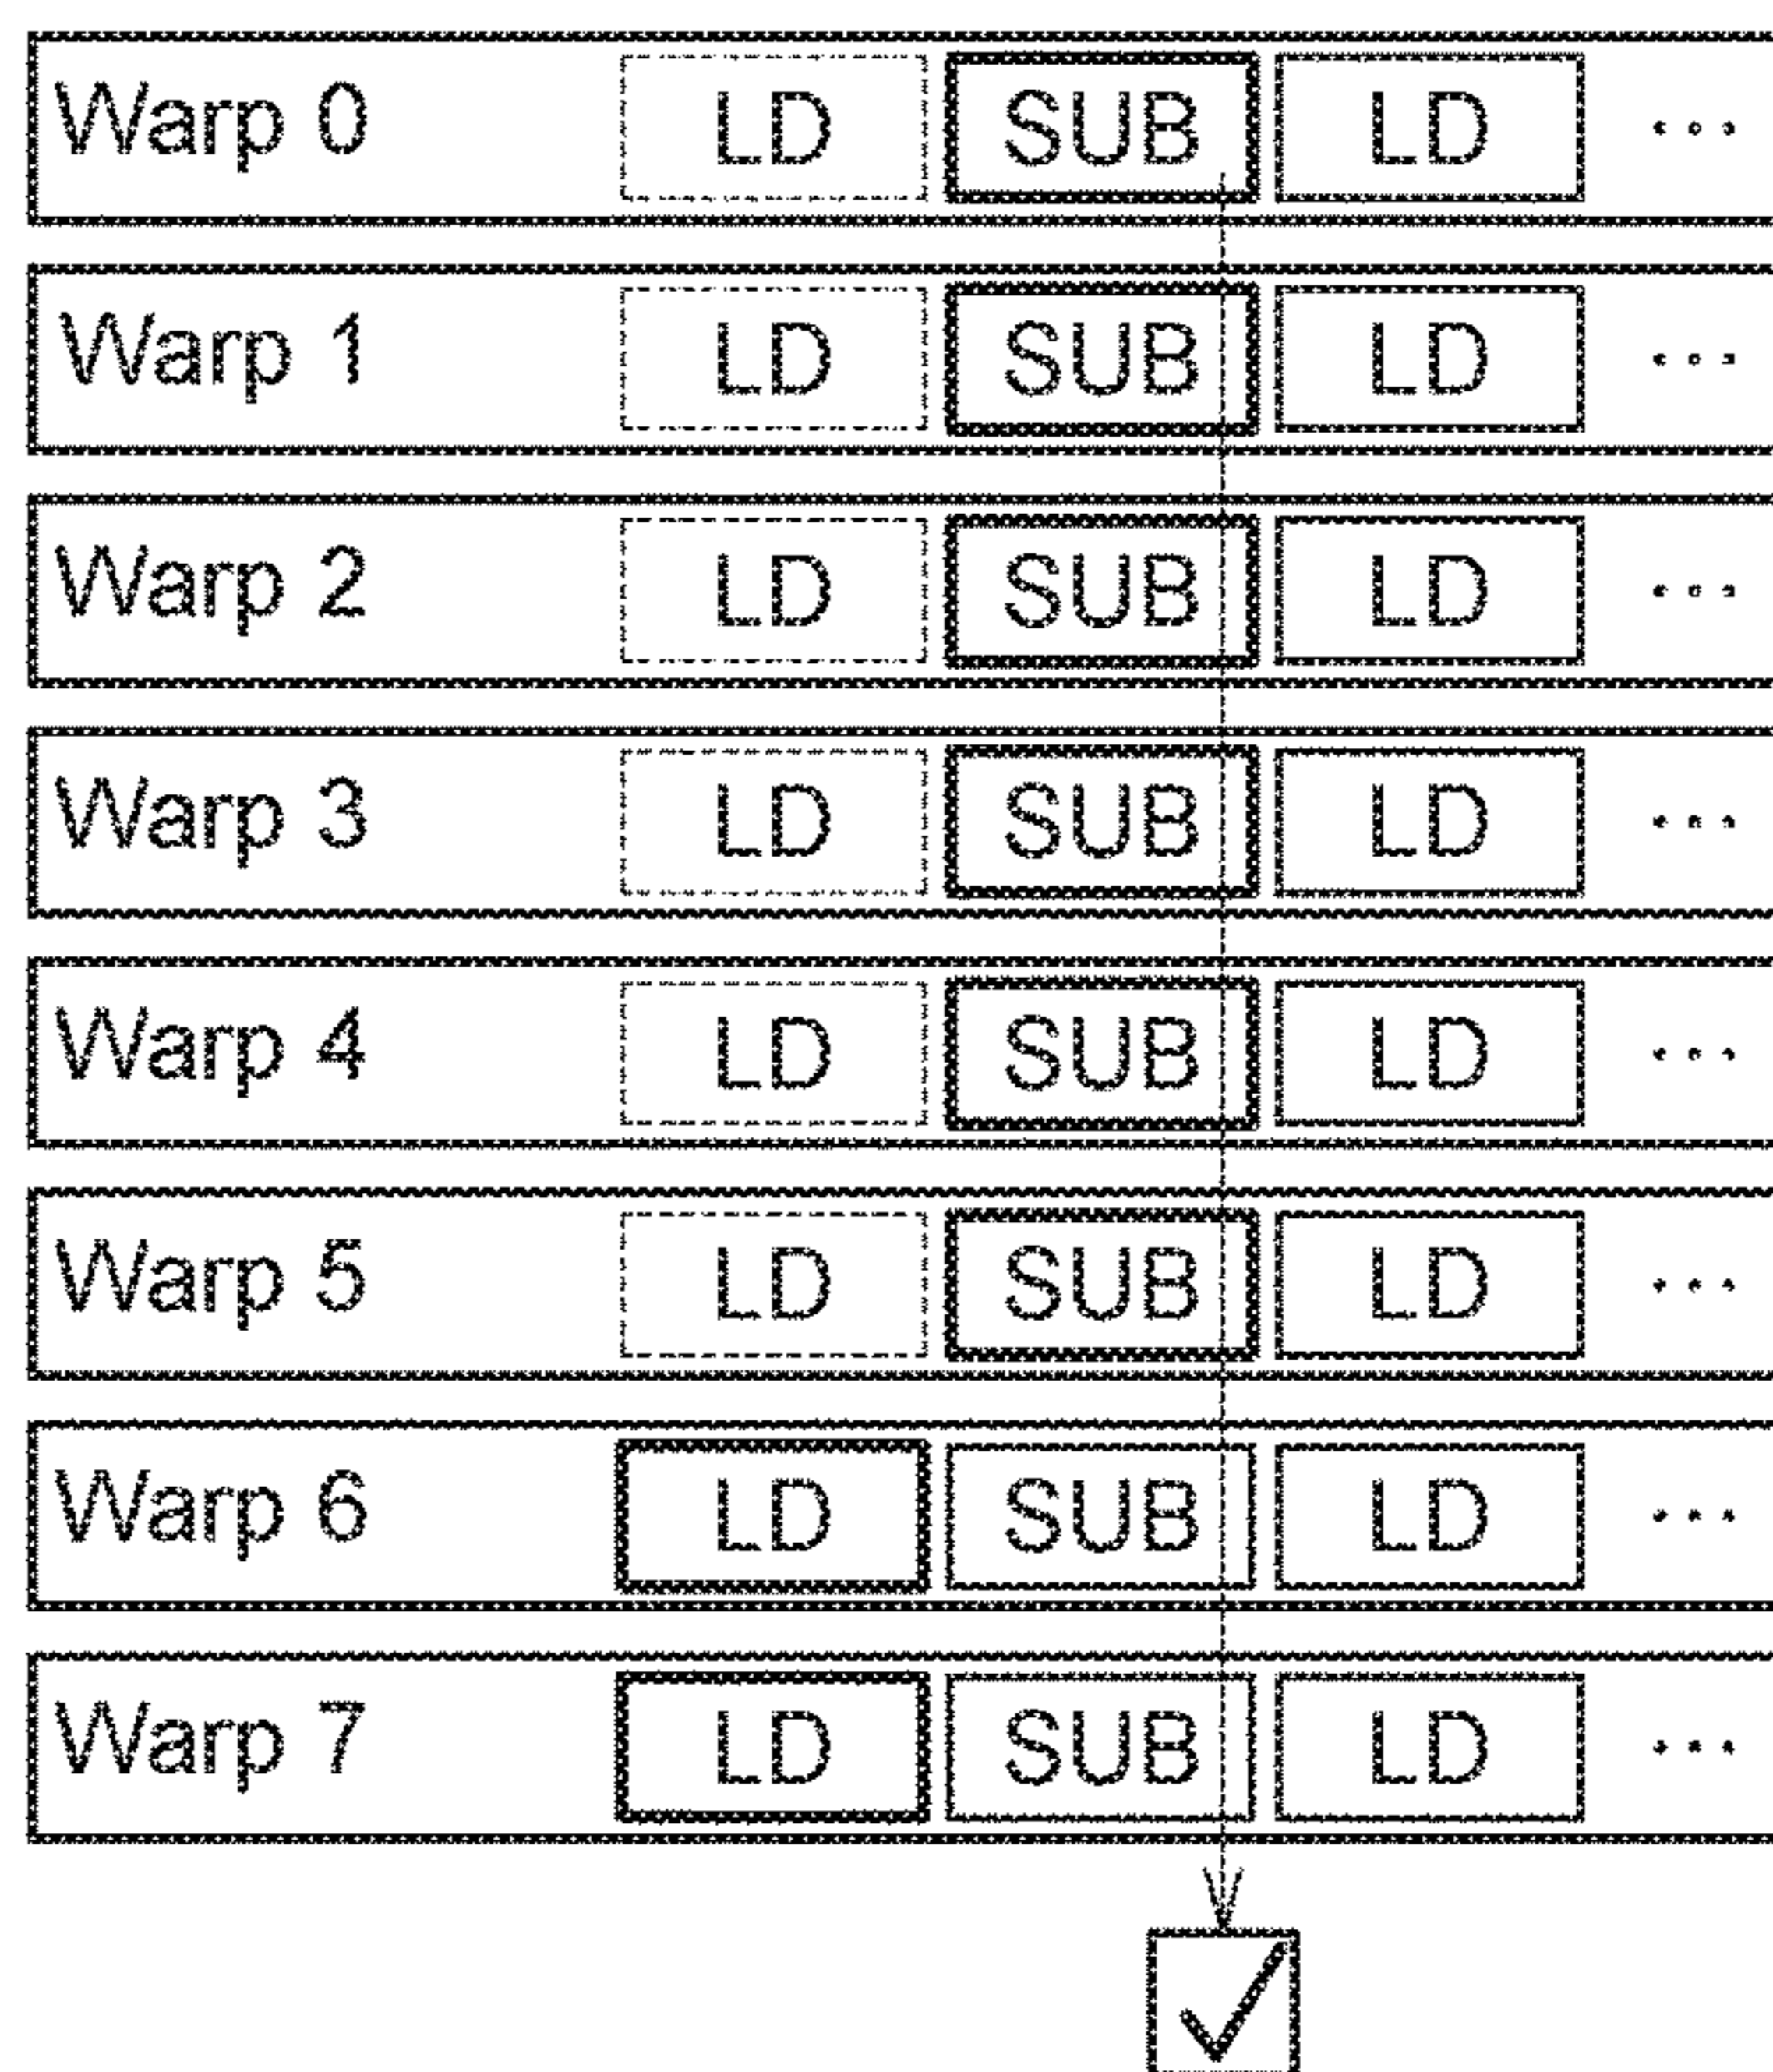 Warp 0 LD SUB LD ...
Warp 1 LD SUB LD ...
Warp 2 LD SUB LD ...
Warp 3 LD SUB LD ...
Warp 4 LD SUB LD ...
Warp 5 LD SUB LD ...
Warp 6 LD SUB LD ...
Warp 7 LD SUB LD ...